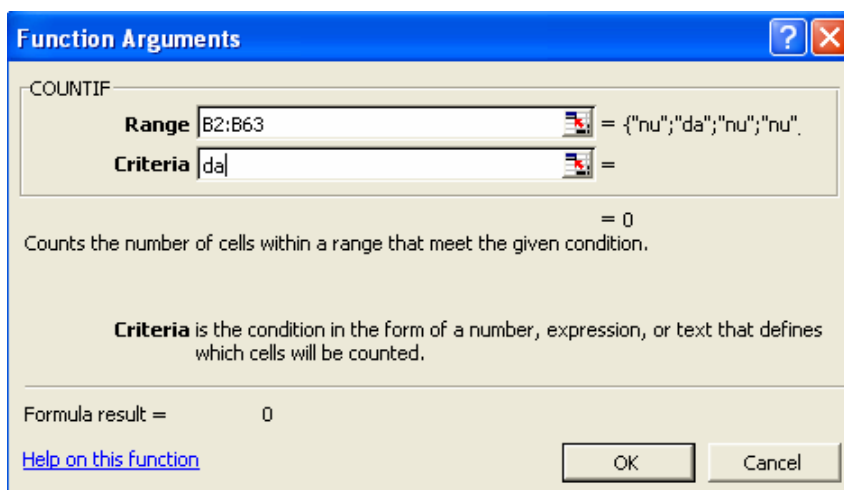 Function Arguments
COUNTIF
Range B2:B63 = {"nu";"da";"nu";"nu"
Criteria da =
= 0
Counts the number of cells within a range that meet the given condition.
Criteria is the condition in the form of a number, expression, or text that defines
which cells will be counted.
Formula result = 0
Help on this function
OK Cancel